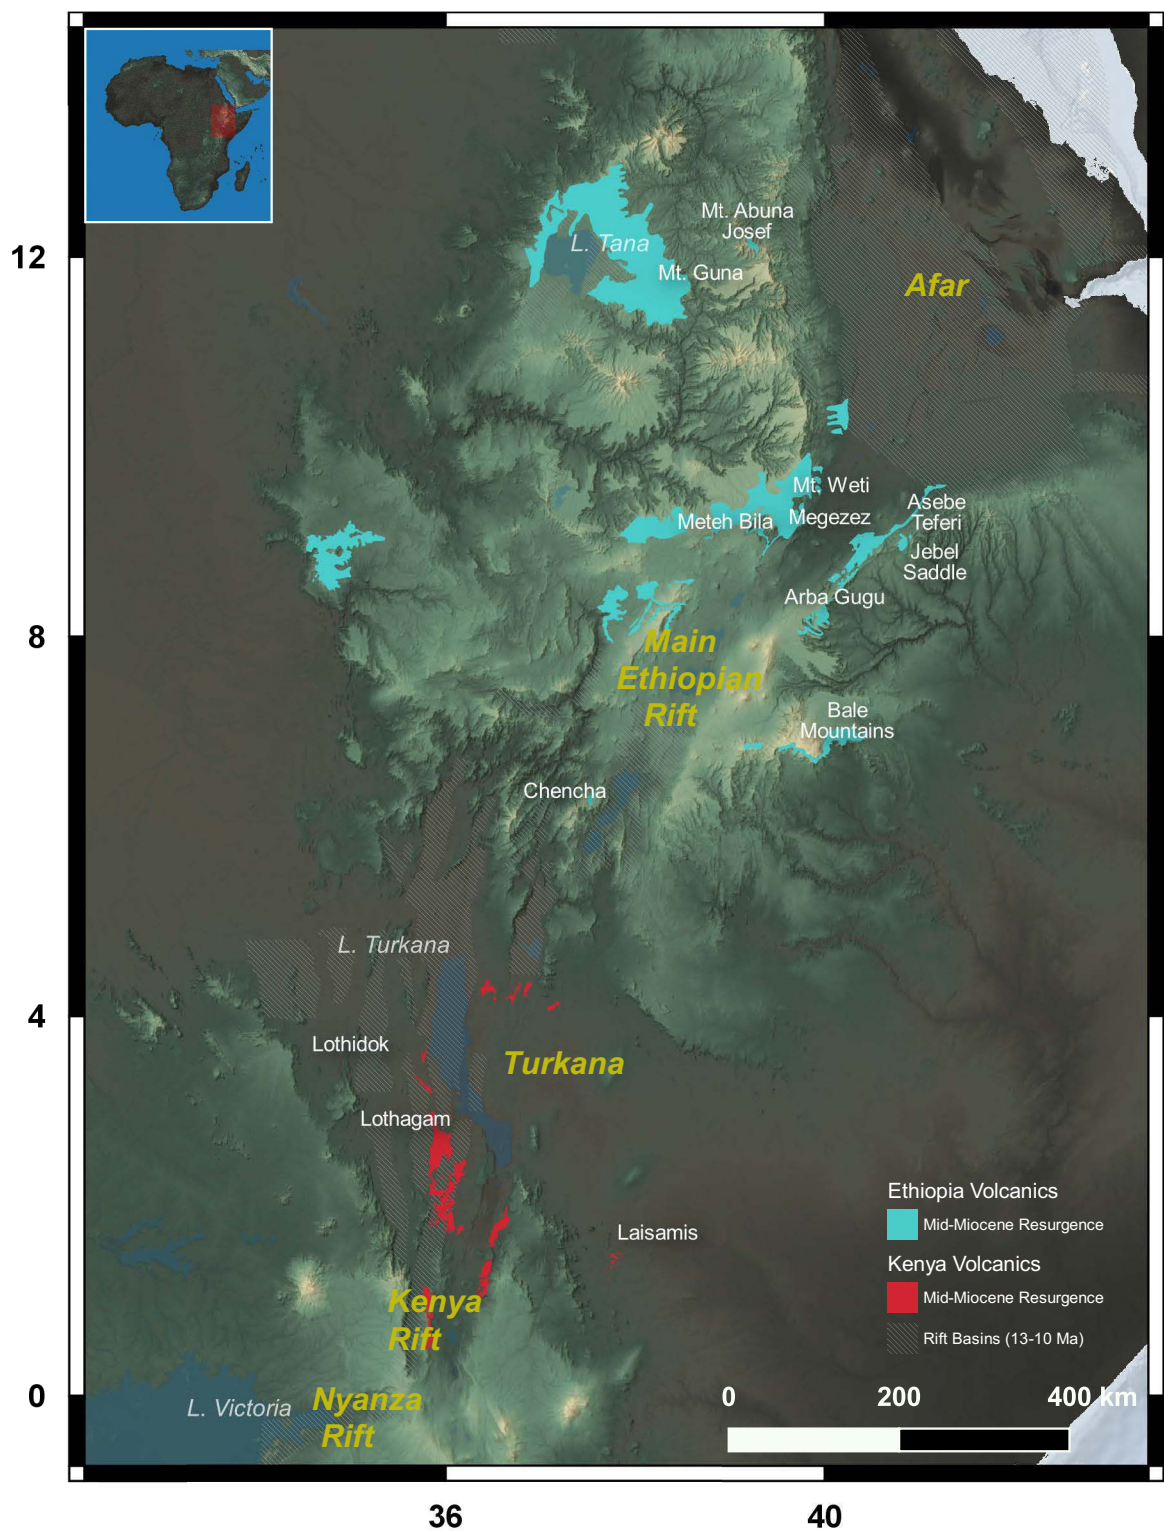 Mt. Abuna
Josef
12
L. Tana
Mt. Guna
Afar
Mt. Weti
Meteh Bila
Megezez
Asebe
Teferi
Jebel
Saddle
Arba Gugu
8
Main
Ethiopian
Rift
Bale
Mountains
Chencha
L. Turkana
4
Lothidok
Turkana
Lothagam
Ethiopia Volcanics
Mid-Miocene Resurgence
Laisamis
Kenya Volcanics
Mid-Miocene Resurgence
Kenya
Rift
Rift Basins (13-10 Ma)
0
L. Victoria
Nyanza
Rift
0 200 400 km
36 40